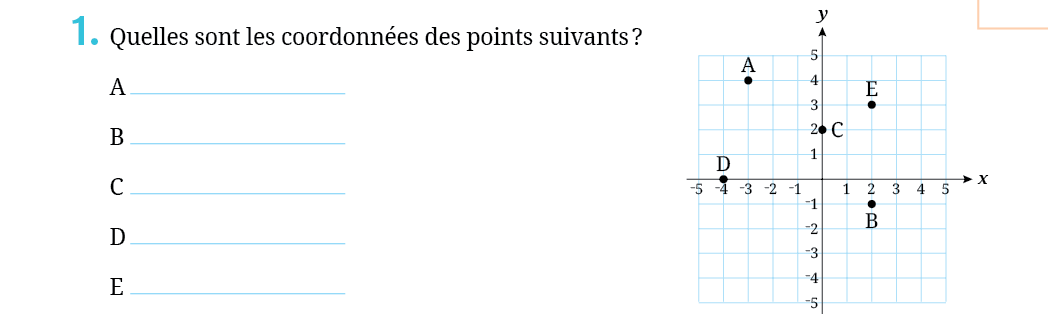 1. Quelles sont les coordonnées des points suivants ?
A
B
C
D
E
y
5
A
4
E
3
2 C
1
D
x
-5 -4 -3 -2 -1 1 2 3 4 5
-1
B
-2
-3
-4
-5